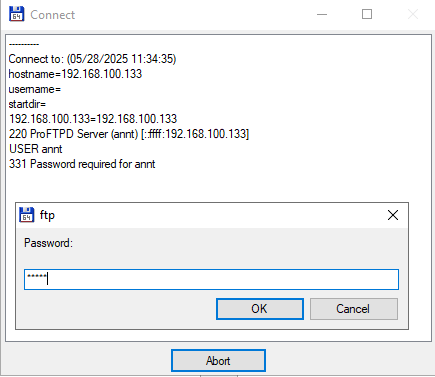 Connect
----------
Connect to: (05/28/2025 11:34:35)
hostname=192.168.100.133
username=
startdir=
192.168.100.133=192.168.100.133
220 ProFTPD Server (annt) [::ffff:192.168.100.133]
USER annt
331 Password required for annt
ftp
Password:
*****
OK Cancel
Abort